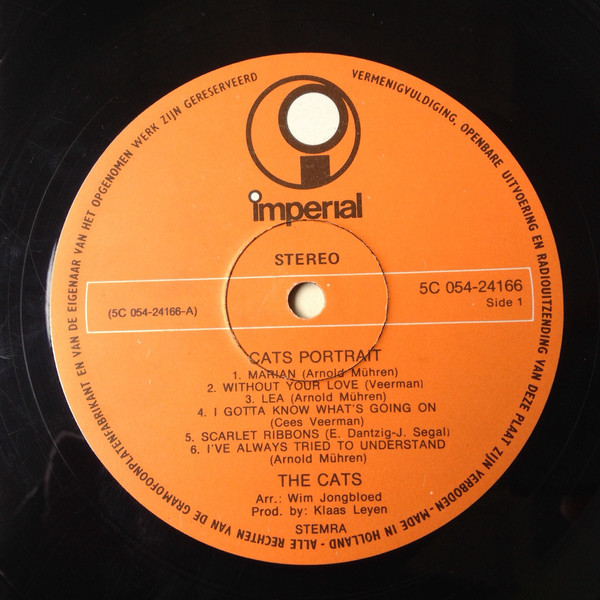 ALLE RECHTEN VAN DE GRAMOFOONPLATENFABRIKANT EN VAN DE EIGENAAR VAN HET OPGENOMEN WERK ZIJN GERESERVEERD
VERMENIGVULDIGING, OPENBARE UITVOERING EN RADIOUITZENDING VAN DEZE PLAAT ZIJN VERBODEN - MADE IN HOLLAND -
imperial
STEREO
5C 054-24166
(5C 054-24166-A)
Side 1
CATS PORTRAIT
1. MARIAN (Arnold Mühren)
2. WITHOUT YOUR LOVE (Veerman)
3. LEA (Arnold Mühren)
4. I GOTTA KNOW WHAT'S GOING ON
(Cees Veerman)
5. SCARLET RIBBONS (E. Dantzig-J. Segal)
6. I'VE ALWAYS TRIED TO UNDERSTAND
(Arnold Mühren)
THE CATS
Arr.: Wim Jongbloed
Prod. by: Klaas Leyen
STEMRA